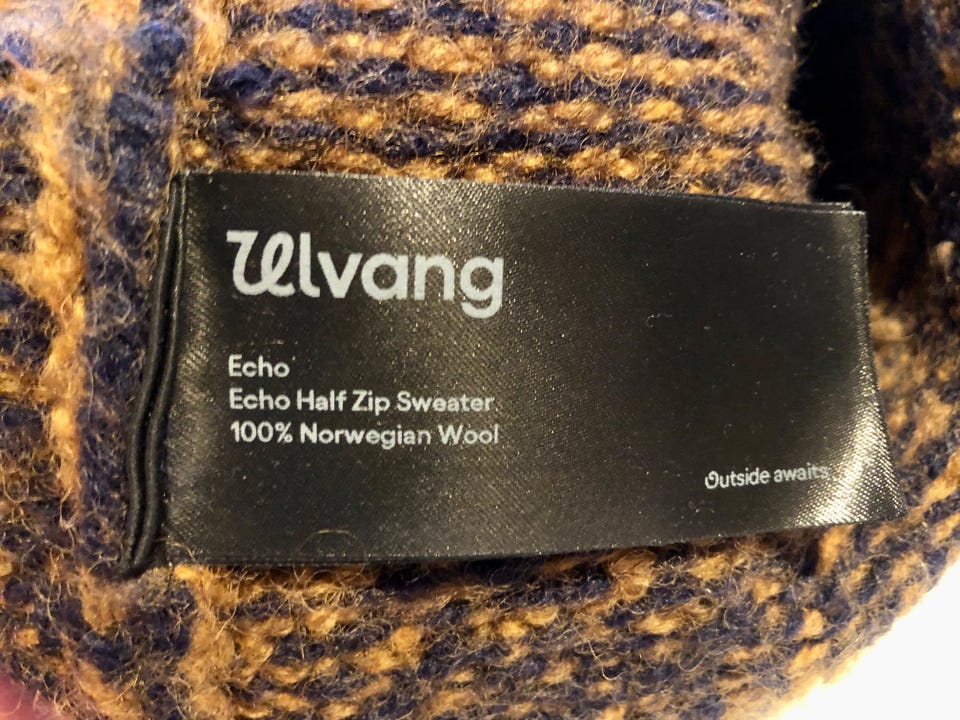 Ulvang
Echo
Echo Half Zip Sweater
100% Norwegian Wool
Outside awaits.